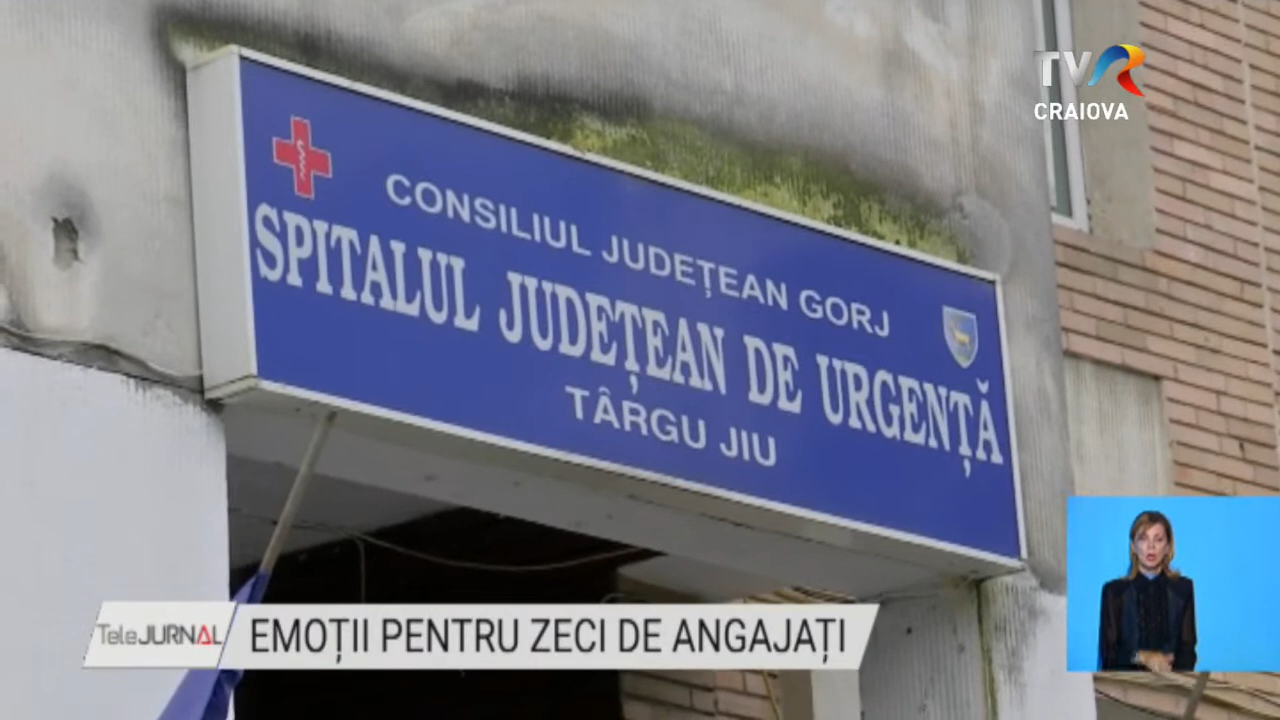 TVR
CRAIOVA
CONSILIUL JUDEȚEAN GORJ
SPITALUL JUDEȚEAN DE URGENȚĂ
TÂRGU JIU
TeleJURNAL
EMOȚII PENTRU ZECI DE ANGAJAȚI